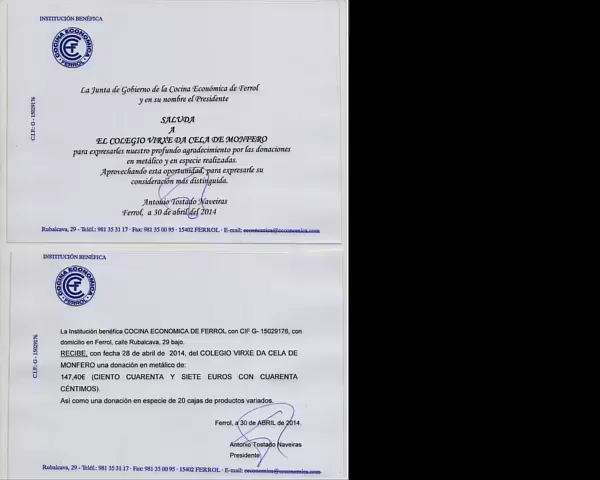 INSTITUCIÓN BENÉFICA
COCINA ECONOMICA
FERROL
C.I.F.: G - 15029176
La Junta de Gobierno de la Cocina Económica de Ferrol
y en su nombre el Presidente
SALUDA
A
EL COLEGIO VIRXE DA CELA DE MONFERO
para expresarles nuestro profundo agradecimiento por las donaciones
en metálico y en especie realizadas.
Aprovechando esta oportunidad, para expresarle su
consideración más distinguida.
Antonio Tostado Naveiras
Ferrol, a 30 de abril del 2014
Rubalcava, 29 - Teléf.: 981 35 31 17 - Fax: 981 35 00 95 - 15402 FERROL - E-mail:
INSTITUCIÓN BENÉFICA
COCINA ECONOMICA
FERROL
C.I.F.: G - 15029176
La Institución benéfica COCINA ECONOMICA DE FERROL con CIF G- 15029176, con
domicilio en Ferrol, calle Rubalcava, 29 bajo.
RECIBE, con fecha 28 de abril de 2014, del COLEGIO VIRXE DA CELA DE
MONFERO una donación en metálico de:
147,40€ (CIENTO CUARENTA Y SIETE EUROS CON CUARENTA
CÉNTIMOS).
Así como una donación en especie de 20 cajas de productos variados.
Ferrol, a 30 de ABRIL de 2014.
Antonio Tostado Naveiras
Presidente
Rubalcava, 29 - Teléf.: 981 35 31 17 - Fax: 981 35 00 95 - 15402 FERROL - E-mail: